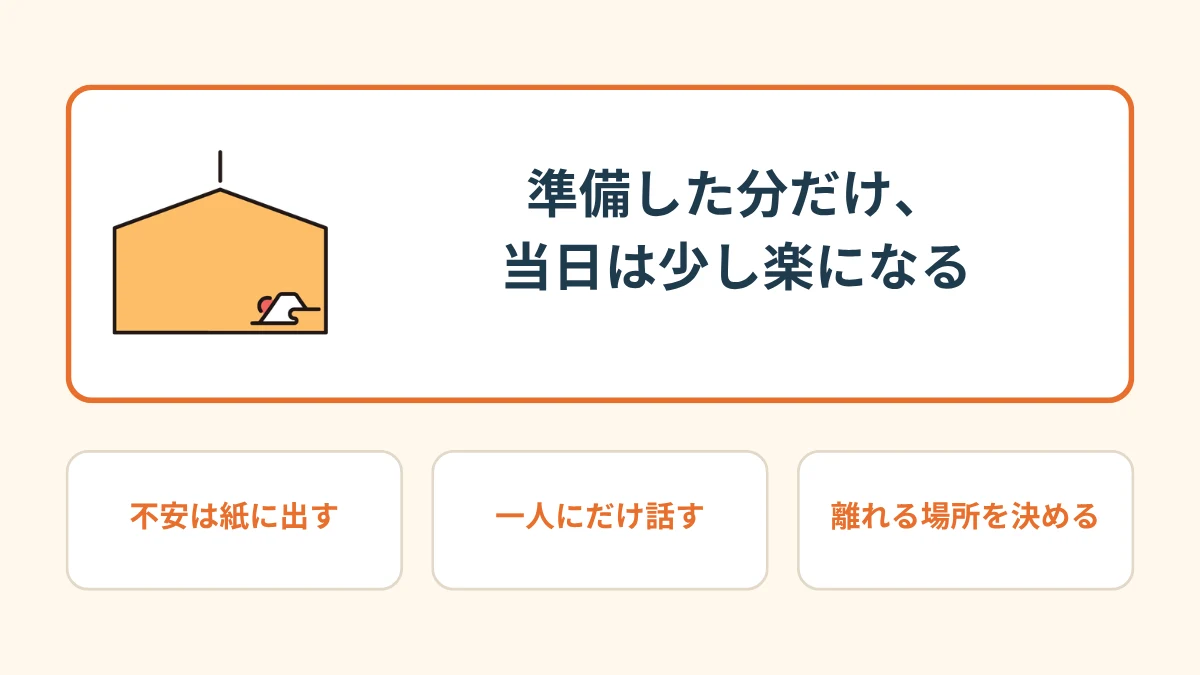 準備した分だけ、
当日は少し楽になる
不安は紙に出す
一人にだけ話す
離れる場所を決める